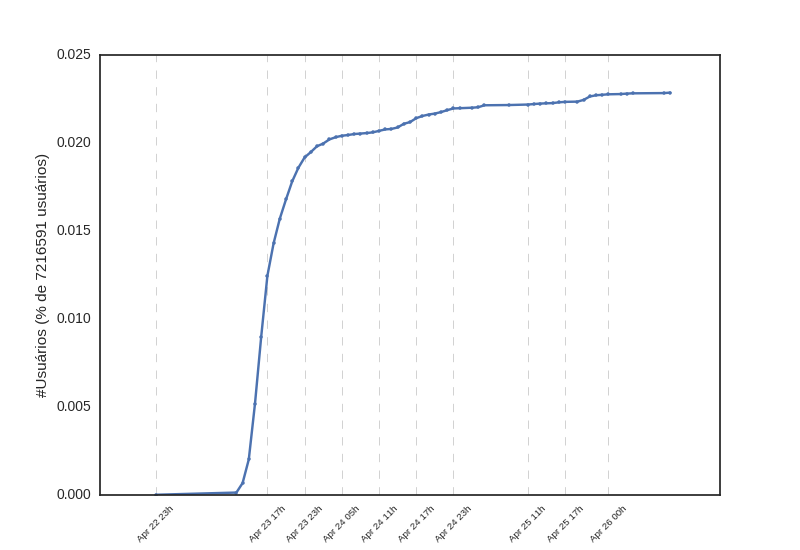 0.025
0.020
0.015
0.010
0.005
0.000
#Usuários (% de 7216591 usuários)
Apr 22 23h
Apr 23 17h
Apr 23 23h
Apr 24 05h
Apr 24 11h
Apr 24 17h
Apr 24 23h
Apr 25 11h
Apr 25 17h
Apr 26 00h